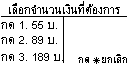 เลือกจำนวนเงินที่ต้องการ
กด 1. 55 บ.
กด 2. 89 บ.
กด 3. 189 บ. กด *ยกเลิก